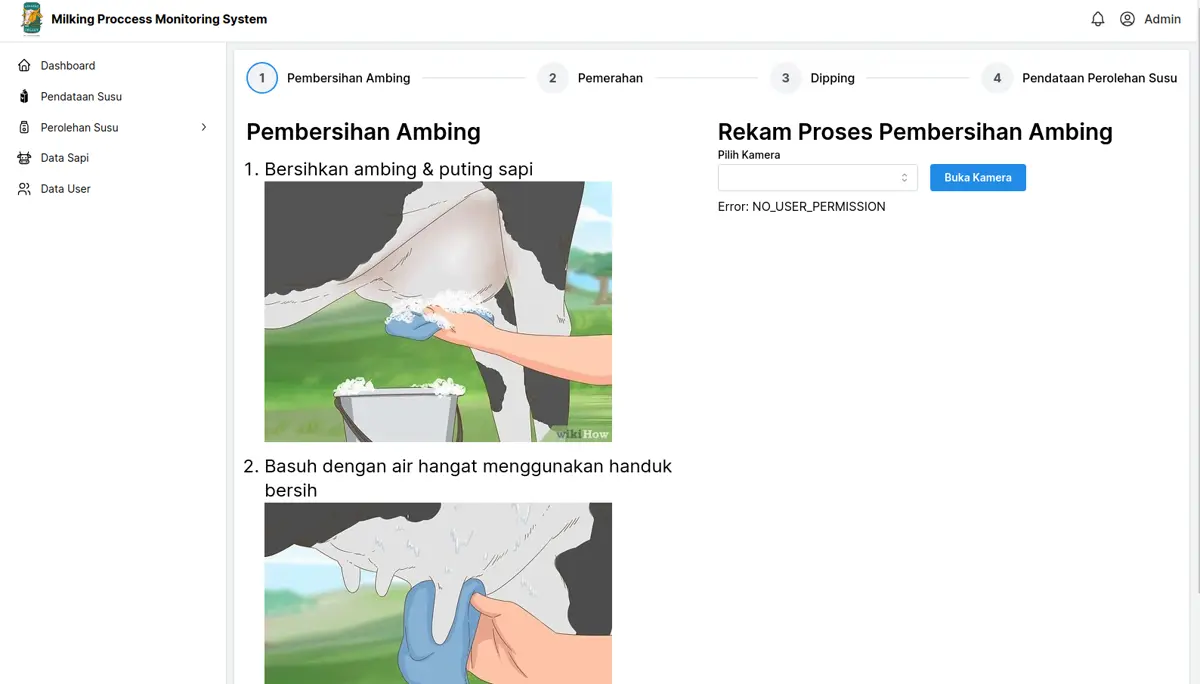 Milking Proccess Monitoring System
Admin
Dashboard
Pendataan Susu
Perolehan Susu
Data Sapi
Data User
1 Pembersihan Ambing
2 Pemerahan
3 Dipping
4 Pendataan Perolehan Susu
Pembersihan Ambing
1. Bersihkan ambing & puting sapi
wikiHow
2. Basuh dengan air hangat menggunakan handuk
bersih
Rekam Proses Pembersihan Ambing
Pilih Kamera
Buka Kamera
Error: NO_USER_PERMISSION